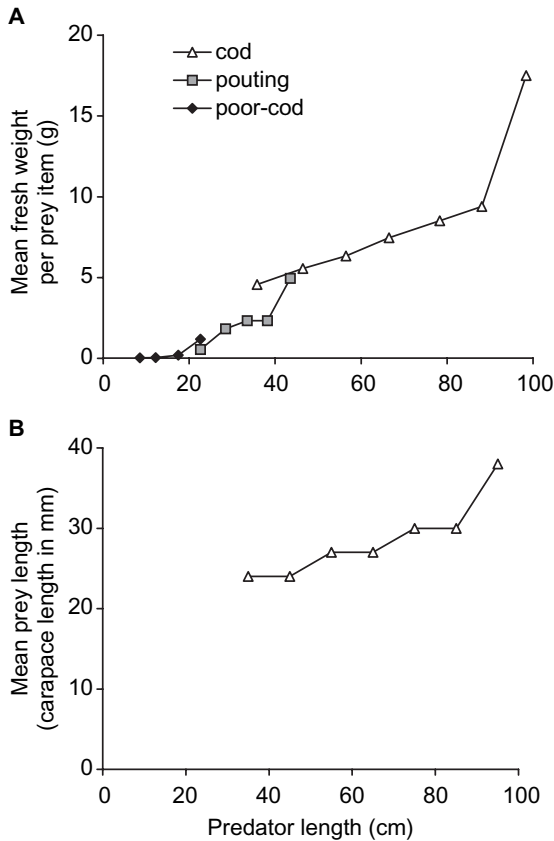 A
20
15
10
5
0
Mean fresh weight
per prey item (g)
cod
pouting
poor-cod
0 20 40 60 80 100
B
40
30
20
10
0
Mean prey length
(carapace length in mm)
0 20 40 60 80 100
Predator length (cm)